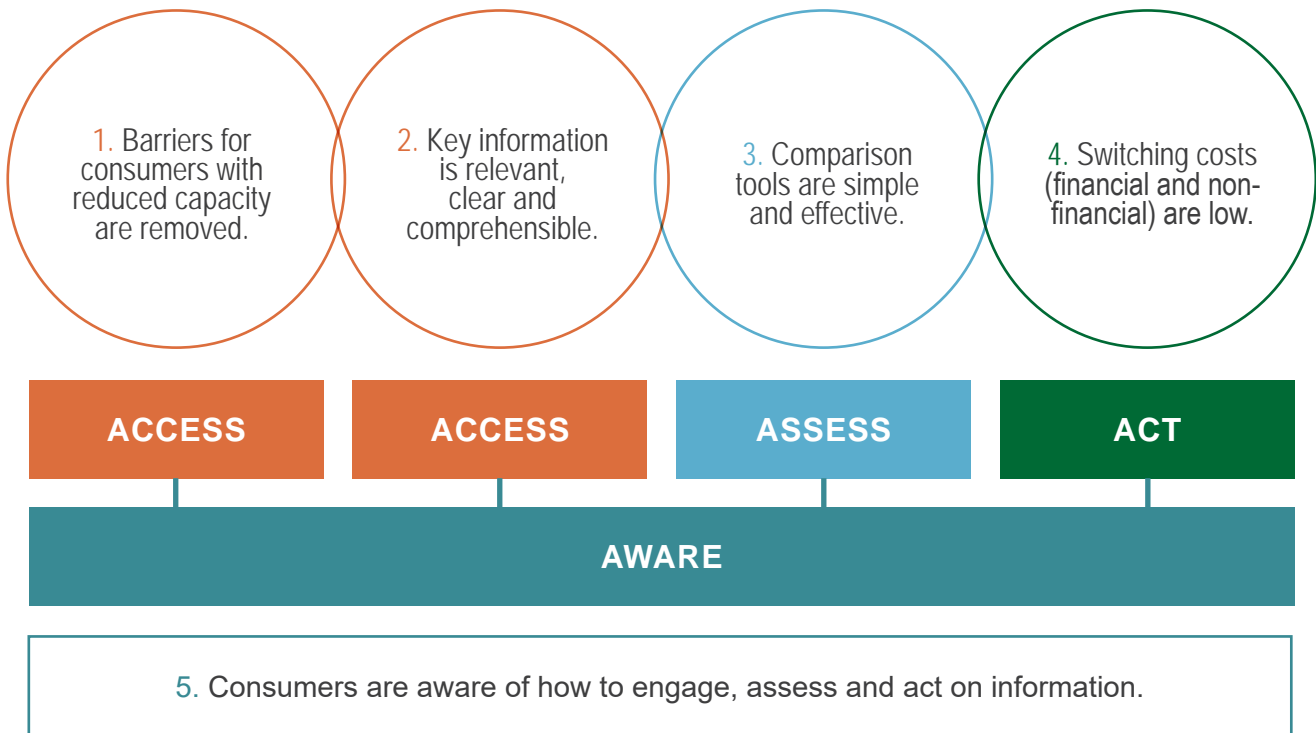 1. Barriers for
consumers with
reduced capacity
are removed.
2. Key information
is relevant,
clear and
comprehensible.
3. Comparison
tools are simple
and effective.
4. Switching costs
(financial and non-
financial) are low.
ACCESS
ACCESS
ASSESS
ACT
AWARE
5. Consumers are aware of how to engage, assess and act on information.